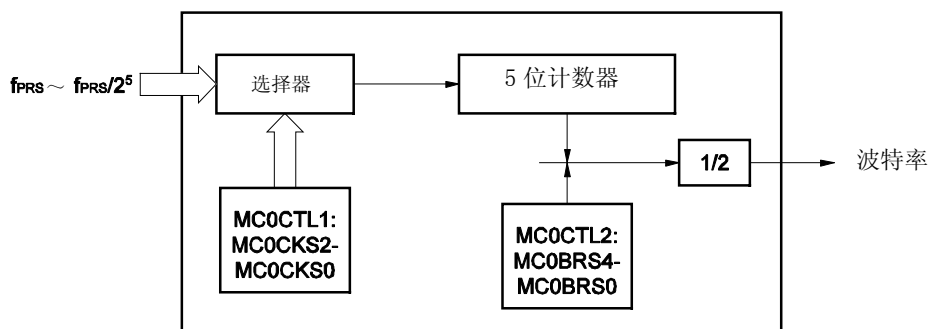 fPRS～ fPRS/2⁵
选择器
5 位计数器
1/2
波特率
MC0CTL1:
MC0CKS2-
MC0CKS0
MC0CTL2:
MC0BRS4-
MC0BRS0